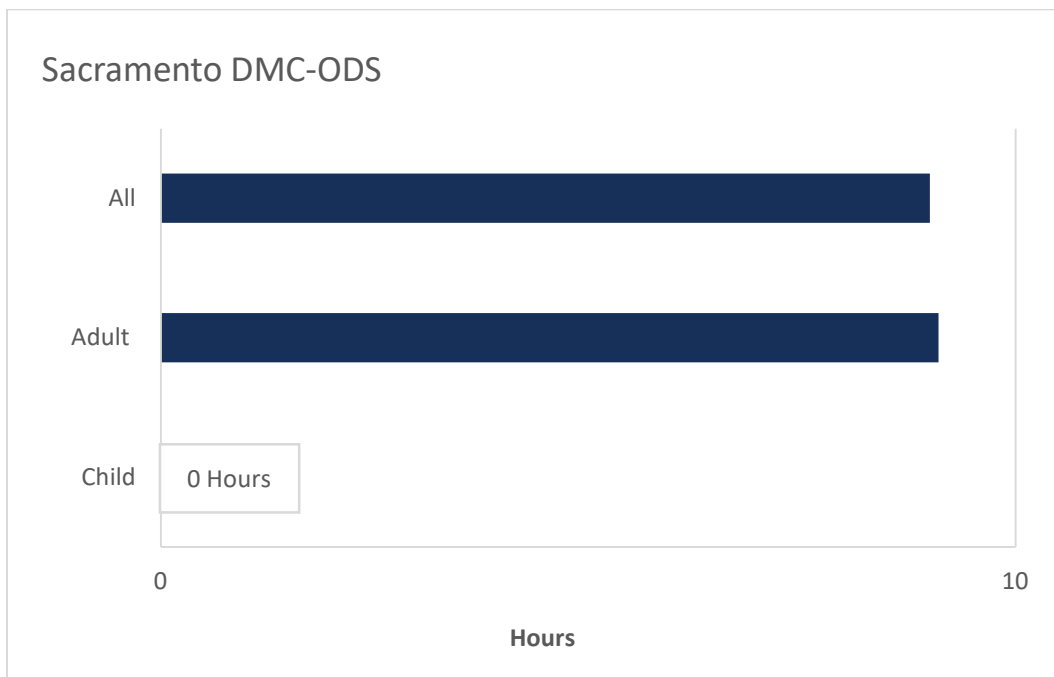 Sacramento DMC-ODS
All
Adult
Child
0 Hours
0
10
Hours